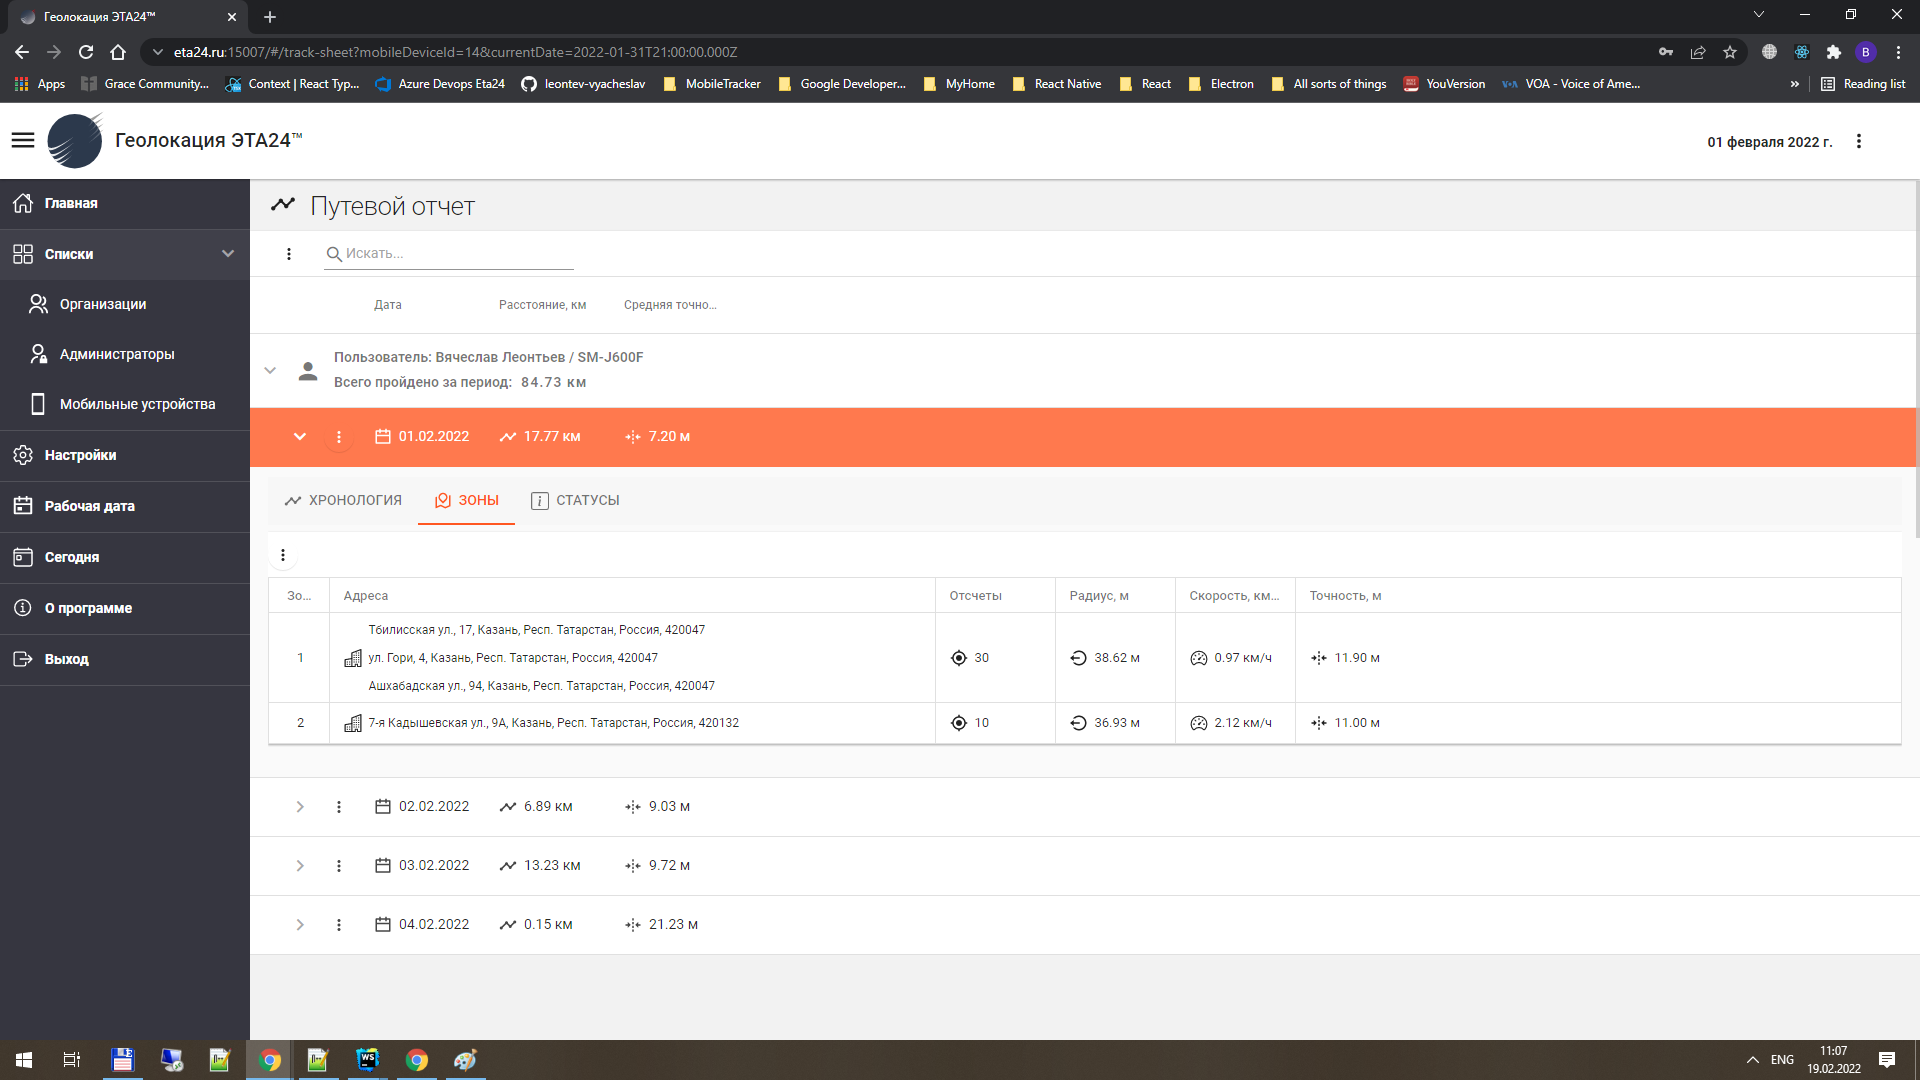 Геолокация ЭТА24™
eta24.ru:15007/#/track-sheet?mobileDeviceId=14&currentDate=2022-01-31T21:00:00.000Z
B
Apps
Grace Community...
Context | React Typ...
Azure Devops Eta24
leontev-vyacheslav
MobileTracker
Google Developer...
MyHome
React Native
React
Electron
All sorts of things
YouVersion
VOA - Voice of Ame...
»
Reading list
Геолокация ЭТА24™
01 февраля 2022 г.
Главная
Списки
Организации
Администраторы
Мобильные устройства
Настройки
Рабочая дата
Сегодня
О программе
Выход
Путевой отчет
Искать...
Дата Расстояние, км Средняя точно...
Пользователь: Вячеслав Леонтьев / SM-J600F
Всего пройдено за период: 84.73 км
01.02.2022 17.77 км 7.20 м
ХРОНОЛОГИЯ ЗОНЫ СТАТУСЫ
Зо... Адреса Отсчеты Радиус, м Скорость, км... Точность, м
Тбилисская ул., 17, Казань, Респ. Татарстан, Россия, 420047
1 ул. Гори, 4, Казань, Респ. Татарстан, Россия, 420047 30 38.62 м 0.97 км/ч 11.90 м
Ашхабадская ул., 94, Казань, Респ. Татарстан, Россия, 420047
2 7-я Кадышевская ул., 9А, Казань, Респ. Татарстан, Россия, 420132 10 36.93 м 2.12 км/ч 11.00 м
02.02.2022 6.89 км 9.03 м
03.02.2022 13.23 км 9.72 м
04.02.2022 0.15 км 21.23 м
WS
ENG
11:07
19.02.2022